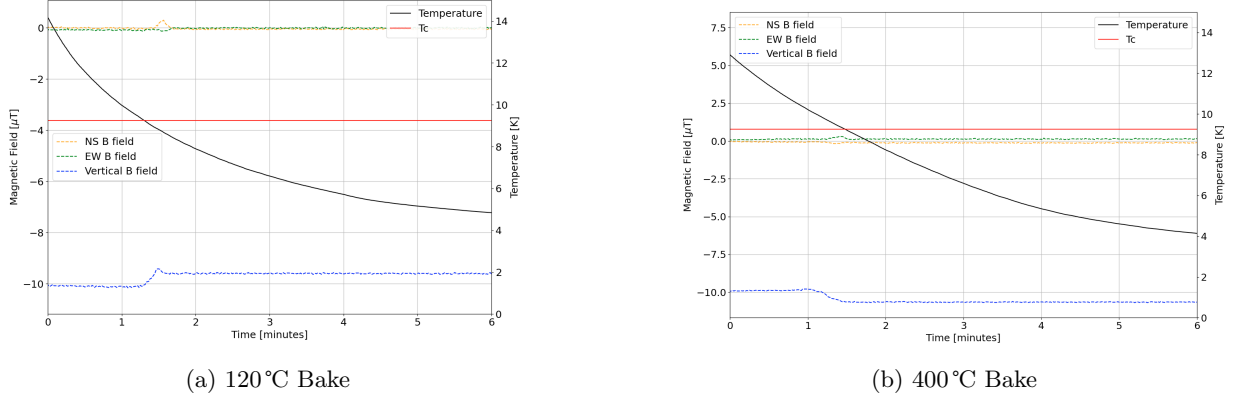 Temperature
Tc
NS B field
EW B field
Vertical B field
0
−2
−4
−6
−8
−10
Magnetic Field [μT]
14
12
10
8
6
4
2
0
Temperature [K]
0 1 2 3 4 5 6
Time [minutes]
(a) 120 °C Bake
NS B field
EW B field
Vertical B field
Temperature
Tc
7.5
5.0
2.5
0.0
−2.5
−5.0
−7.5
−10.0
Magnetic Field [μT]
14
12
10
8
6
4
2
0
Temperature [K]
0 1 2 3 4 5 6
Time [minutes]
(b) 400 °C Bake